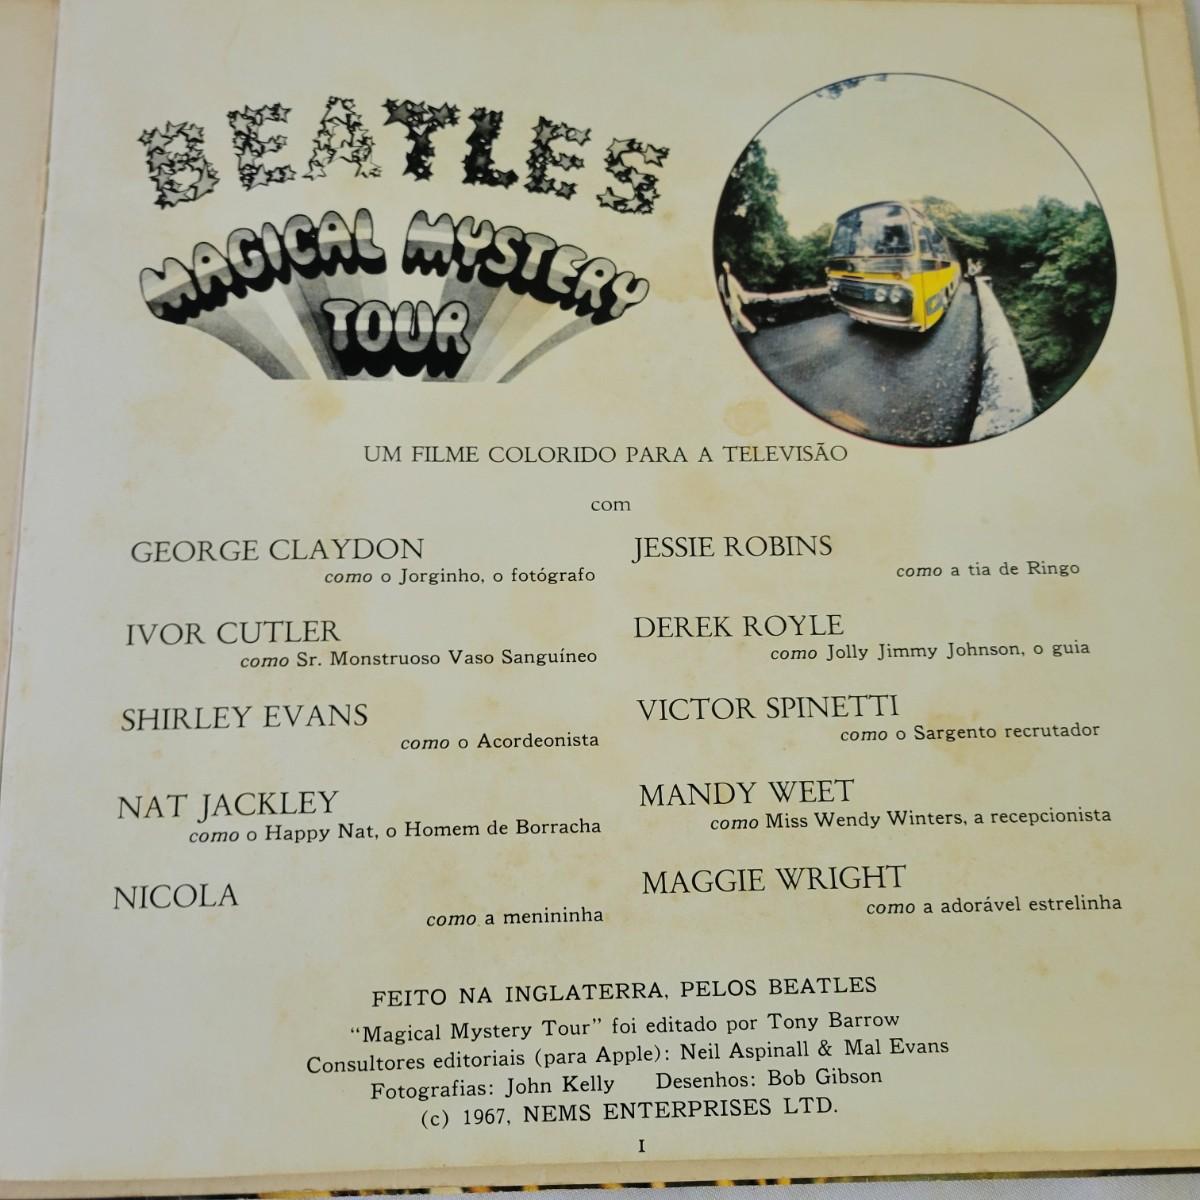 BEATLES
MAGICAL MYSTERY
TOUR
UM FILME COLORIDO PARA A TELEVISÃO
com
GEORGE CLAYDON
como o Jorginho, o fotógrafo
JESSIE ROBINS
como a tia de Ringo
IVOR CUTLER
como Sr. Monstruoso Vaso Sanguíneo
DEREK ROYLE
como Jolly Jimmy Johnson, o guia
SHIRLEY EVANS
como o Acordeonista
VICTOR SPINETTI
como o Sargento recrutador
NAT JACKLEY
como o Happy Nat, o Homem de Borracha
MANDY WEET
como Miss Wendy Winters, a recepcionista
NICOLA
como a menininha
MAGGIE WRIGHT
como a adorável estrelinha
FEITO NA INGLATERRA, PELOS BEATLES
“Magical Mystery Tour” foi editado por Tony Barrow
Consultores editoriais (para Apple): Neil Aspinall & Mal Evans
Fotografias: John Kelly Desenhos: Bob Gibson
(c) 1967, NEMS ENTERPRISES LTD.
I